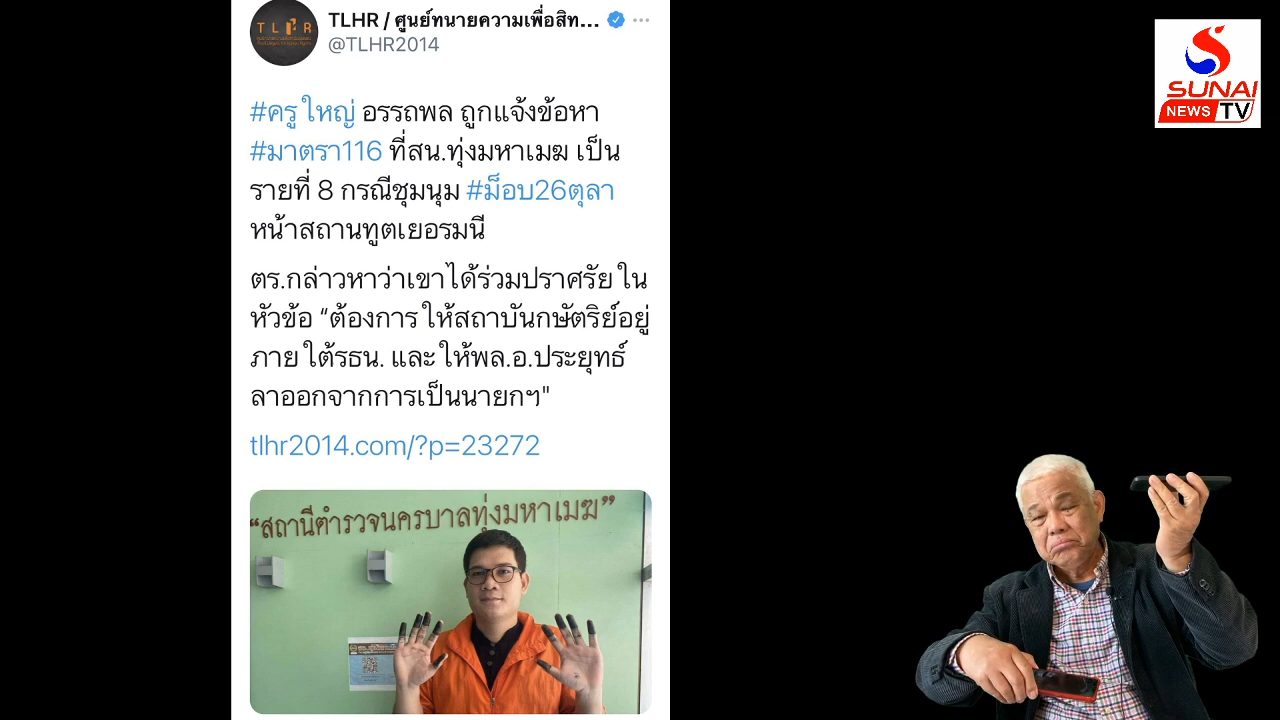 TLHR
TLHR / ศูนย์ทนายความเพื่อสิท...
@TLHR2014
#ครูใหญ่ อรรถพล ถูกแจ้งข้อหา
#มาตรา116 ที่สน.ทุ่งมหาเมฆ เป็น
รายที่ 8 กรณีชุมนุม #ม็อบ26ตุลา
หน้าสถานทูตเยอรมนี
ตร.กล่าวหาว่าเขาได้ร่วมปราศรัย ใน
หัวข้อ “ต้องการ ให้สถาบันกษัตริย์อยู่
ภาย ใต้รธน. และ ให้พล.อ.ประยุทธ์
ลาออกจากการเป็นนายกฯ"
tlhr2014.com/?p=23272
“สถานีตำรวจนครบาลทุ่งมหาเมฆ”
SUNAI
NEWS TV